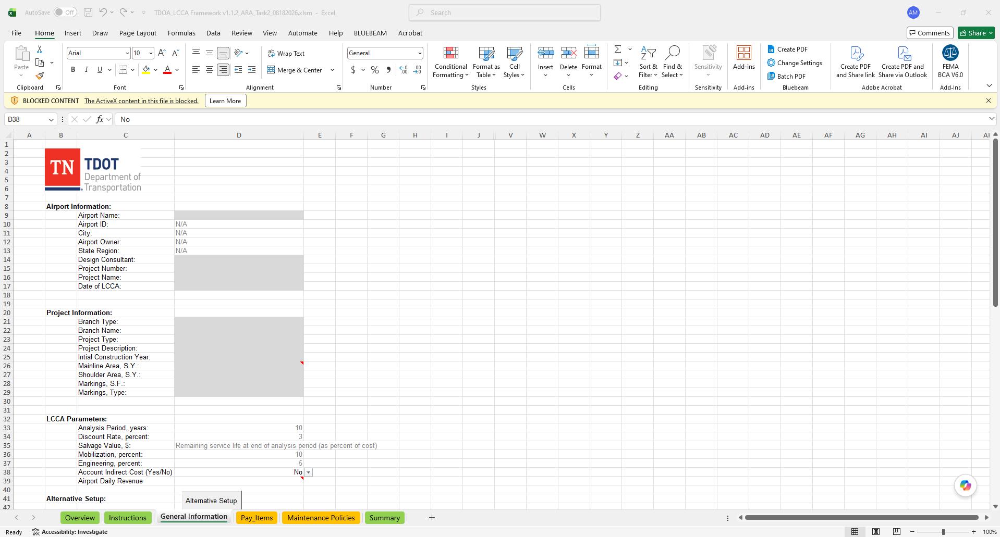 AutoSave Off TDOA_LCCA Framework v1.1.2_ARA_Task2_08182026.xlsm - Excel Search AM
File Home Insert Draw Page Layout Formulas Data Review View Automate Help BLUEBEAM Acrobat Comments Share
Paste Arial 10 A^ Aˇ ab Wrap Text General Conditional Formatting Format as Table Cell Styles Insert Delete Format Sort & Filter Find & Select Sensitivity Add-ins Create PDF Change Settings Batch PDF Create PDF and Share link Create PDF and Share via Outlook FEMA BCA V6.0
B I U A Merge & Center $ % ,
Clipboard Font Alignment Number Styles Cells Editing Sensitivity Add-ins Bluebeam Adobe Acrobat Add-Ins
BLOCKED CONTENT The ActiveX content in this file is blocked. Learn More
D38 fx No
A B C D E F G H I J V W X Y Z AA AB AC AD AE AF AG AH AI AJ
1
2
3 TN TDOT
4
5 Department of
6 Transportation
7
8 Airport Information:
9 Airport Name:
10 Airport ID: N/A
11 City: N/A
12 Airport Owner: N/A
13 State Region: N/A
14 Design Consultant:
15 Project Number:
16 Project Name:
17 Date of LCCA:
18
19
20 Project Information:
21 Branch Type:
22 Branch Name:
23 Project Type:
24 Project Description:
25 Intial Construction Year:
26 Mainline Area, S.Y.:
27 Shoulder Area, S.Y.:
28 Markings, S.F.:
29 Markings, Type:
30
31
32 LCCA Parameters:
33 Analysis Period, years: 10
34 Discount Rate, percent: 3
35 Salvage Value, $: Remaining service life at end of analysis period (as percent of cost)
36 Mobilization, percent: 10
37 Engineering, percent: 5
38 Account Indirect Cost (Yes/No) No
39 Airport Daily Revenue
40
41 Alternative Setup: Alternative Setup
42
Overview Instructions General Information Pay_Items Maintenance Policies Summary +
Ready Accessibility: Investigate 100%